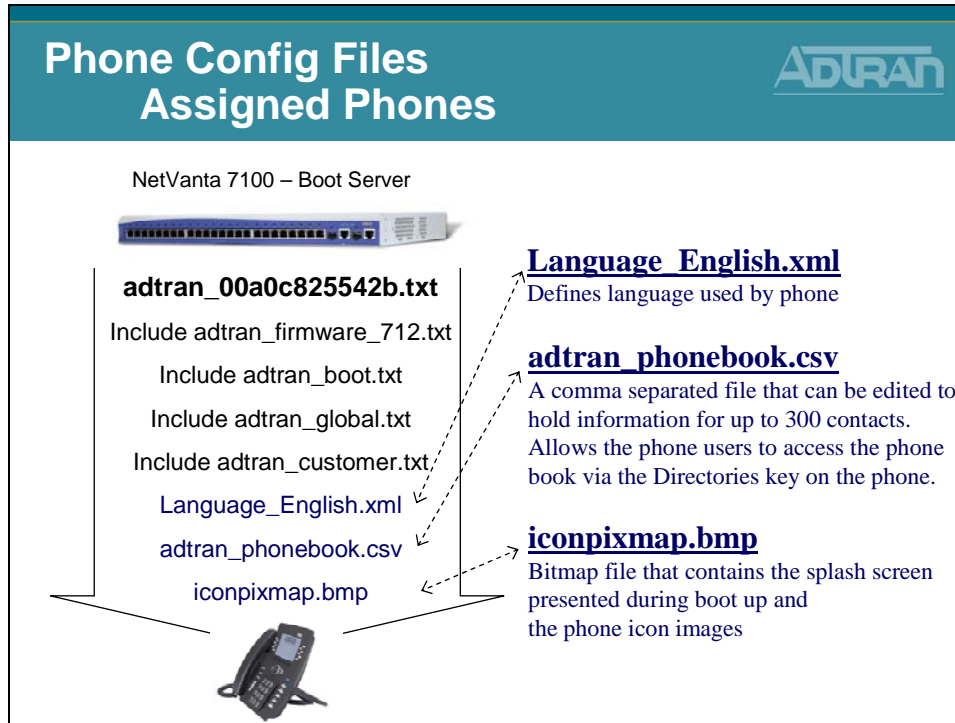 Phone Config Files
Assigned Phones
ADTRAN
NetVanta 7100 – Boot Server
adtran_00a0c825542b.txt
Include adtran_firmware_712.txt
Include adtran_boot.txt
Include adtran_global.txt
Include adtran_customer.txt
Language_English.xml
adtran_phonebook.csv
iconpixmap.bmp
Language_English.xml
Defines language used by phone
adtran_phonebook.csv
A comma separated file that can be edited to
hold information for up to 300 contacts.
Allows the phone users to access the phone
book via the Directories key on the phone.
iconpixmap.bmp
Bitmap file that contains the splash screen
presented during boot up and
the phone icon images